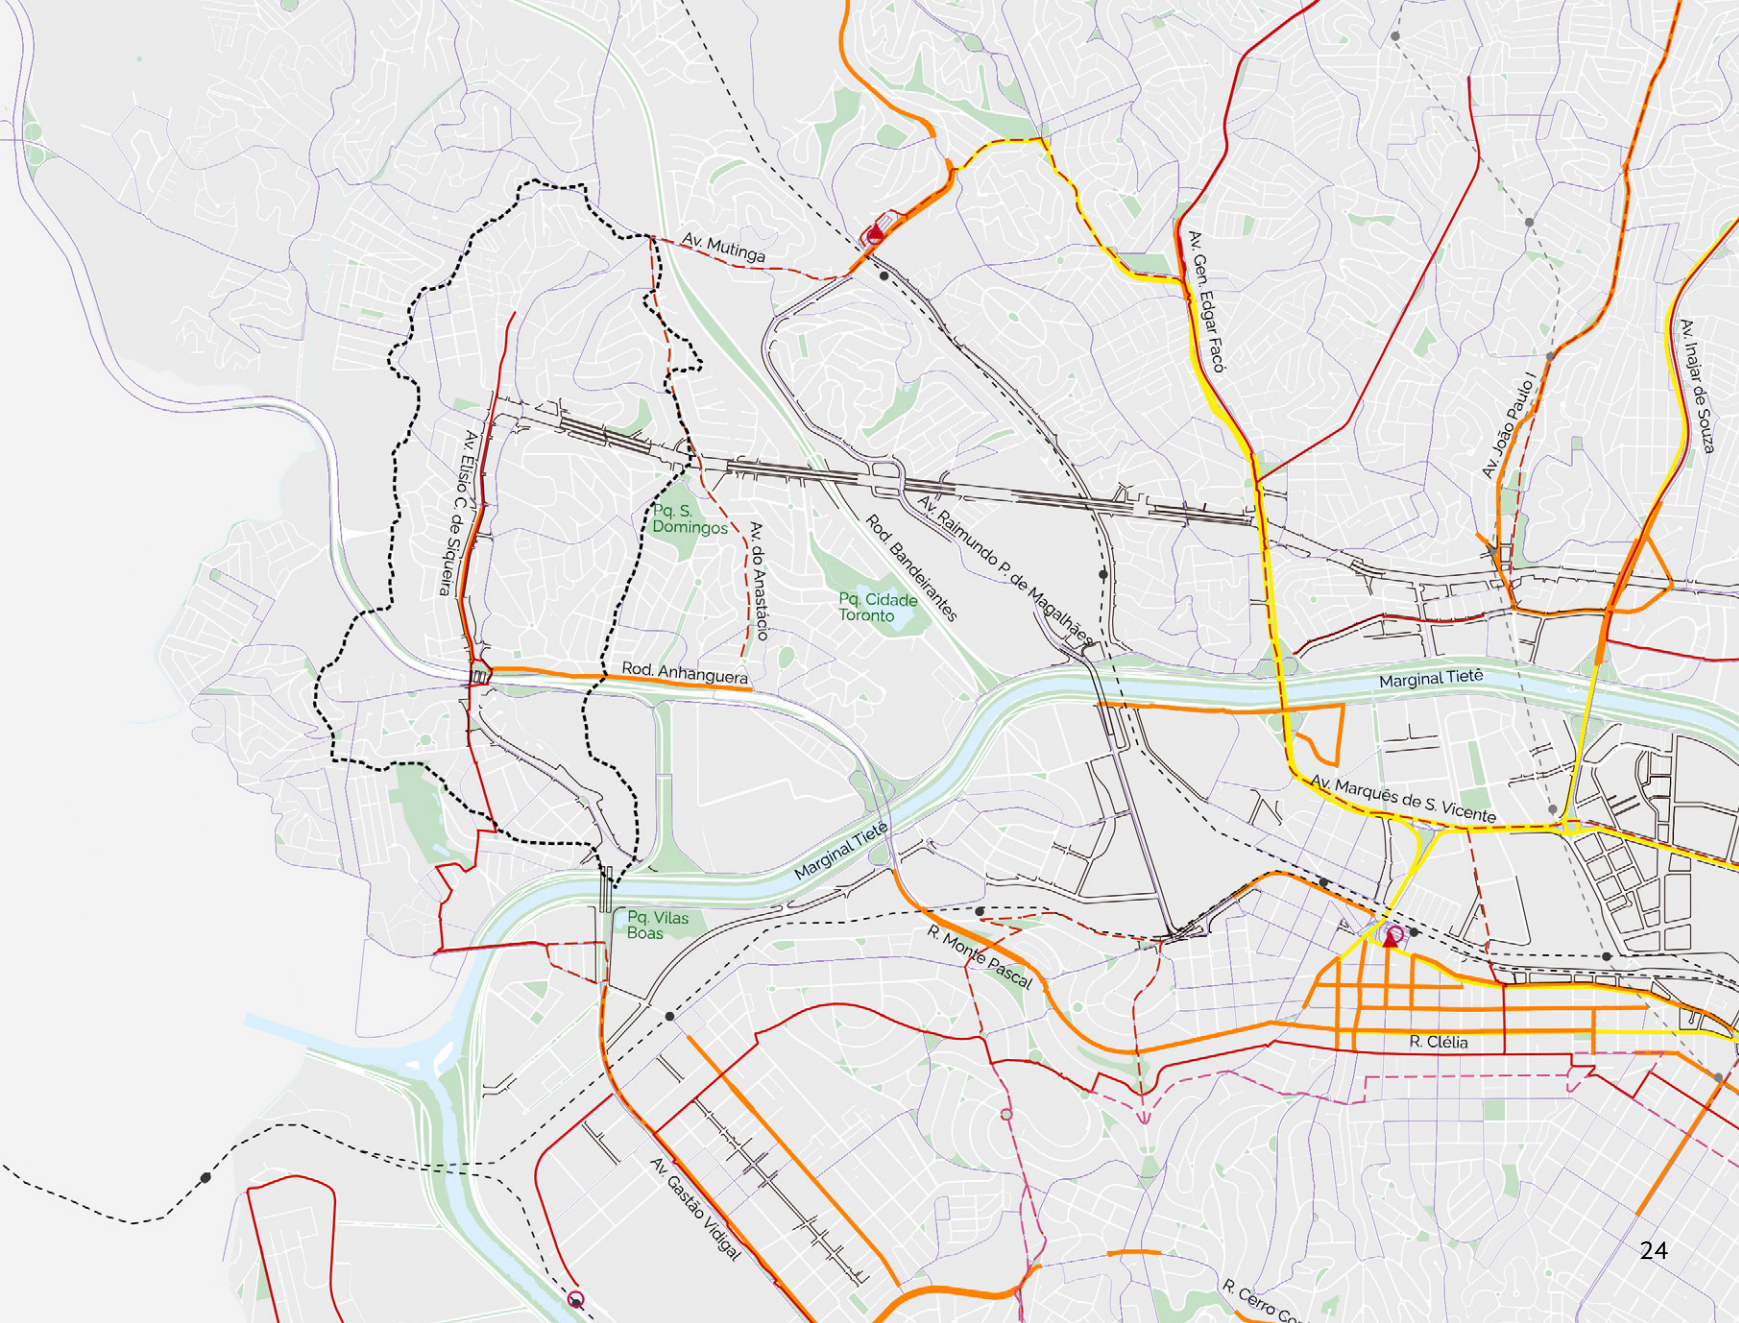 Av. Mutinga
Av. Gen. Edgar Facó
Av. Inajar de Souza
Av. João Paulo I
Av. Elísio C. de Siqueira
Pq. S.
Domingos
Av. do Anastácio
Rod. Bandeirantes
Av. Raimundo P. de Magalhães
Pq. Cidade
Toronto
Rod. Anhanguera
Marginal Tietê
Av. Marquês de S. Vicente
Marginal Tietê
Pq. Vilas
Boas
R. Monte Pascal
R. Clélia
Av. Gastão Vidigal
24
R. Cerro